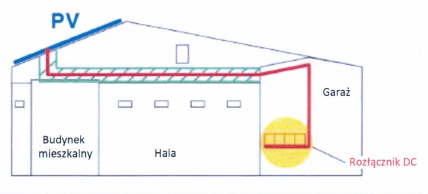 PV
Garaż
Budynek
mieszkalny
Hala
Rozłącznik DC